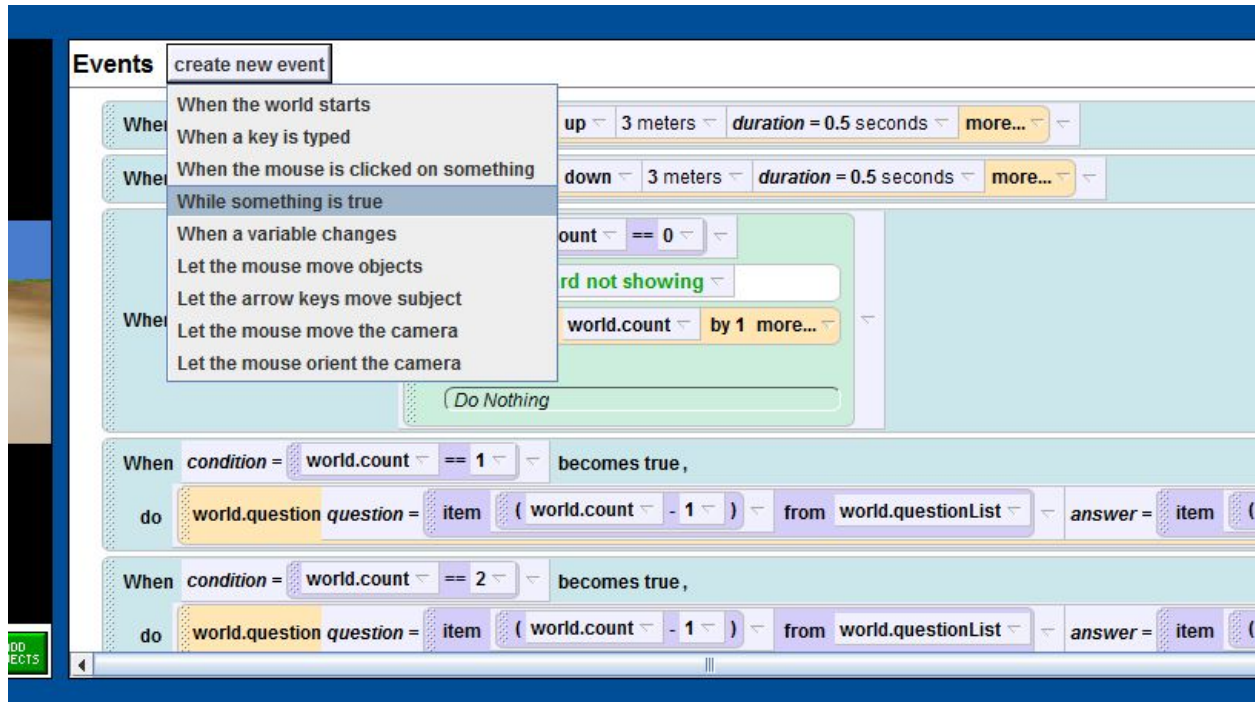 Events create new event
When the world starts
When a key is typed
When the mouse is clicked on something
While something is true
When a variable changes
Let the mouse move objects
Let the arrow keys move subject
Let the mouse move the camera
Let the mouse orient the camera
up 3 meters duration = 0.5 seconds more...
down 3 meters duration = 0.5 seconds more...
== 0
not showing
world.count by 1 more...
Do Nothing
When condition = world.count == 1 becomes true,
do world.question question = item ( world.count - 1 ) from world.questionList answer = item (
When condition = world.count == 2 becomes true,
do world.question question = item ( world.count - 1 ) from world.questionList answer = item (